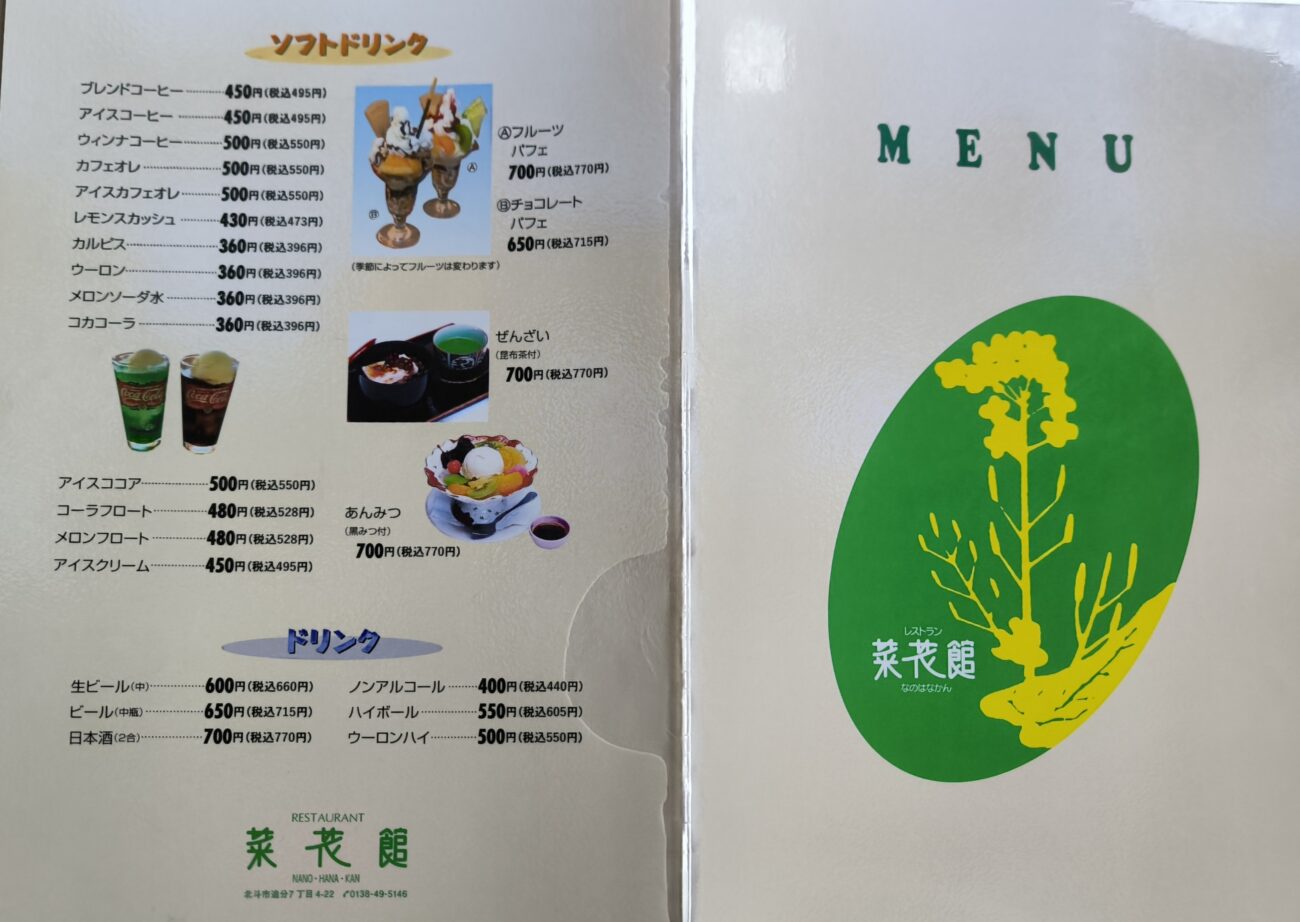 ソフトドリンク
ブレンドコーヒー 450円(税込495円)
アイスコーヒー 450円(税込495円)
ウィンナコーヒー 500円(税込550円)
カフェオレ 500円(税込550円)
アイスカフェオレ 500円(税込550円)
レモンスカッシュ 430円(税込473円)
カルピス 360円(税込396円)
ウーロン 360円(税込396円)
メロンソーダ水 360円(税込396円)
コカコーラ 360円(税込396円)
Coca-Cola
Coca-Cola
アイスココア 500円(税込550円)
コーラフロート 480円(税込528円)
メロンフロート 480円(税込528円)
アイスクリーム 450円(税込495円)
Ⓐ
Ⓑ
Ⓐフルーツ
パフェ
700円(税込770円)
Ⓑチョコレート
パフェ
650円(税込715円)
(季節によってフルーツは変わります)
ぜんざい
(昆布茶付)
700円(税込770円)
あんみつ
(黒みつ付)
700円(税込770円)
ドリンク
生ビール(中) 600円(税込660円)
ビール(中瓶) 650円(税込715円)
日本酒(2合) 700円(税込770円)
ノンアルコール 400円(税込440円)
ハイボール 550円(税込605円)
ウーロンハイ 500円(税込550円)
RESTAURANT
菜花館
NANO・HANA・KAN
北斗市追分7丁目4-22 ✆0138-49-5146
MENU
レストラン
菜花館
なのはなかん